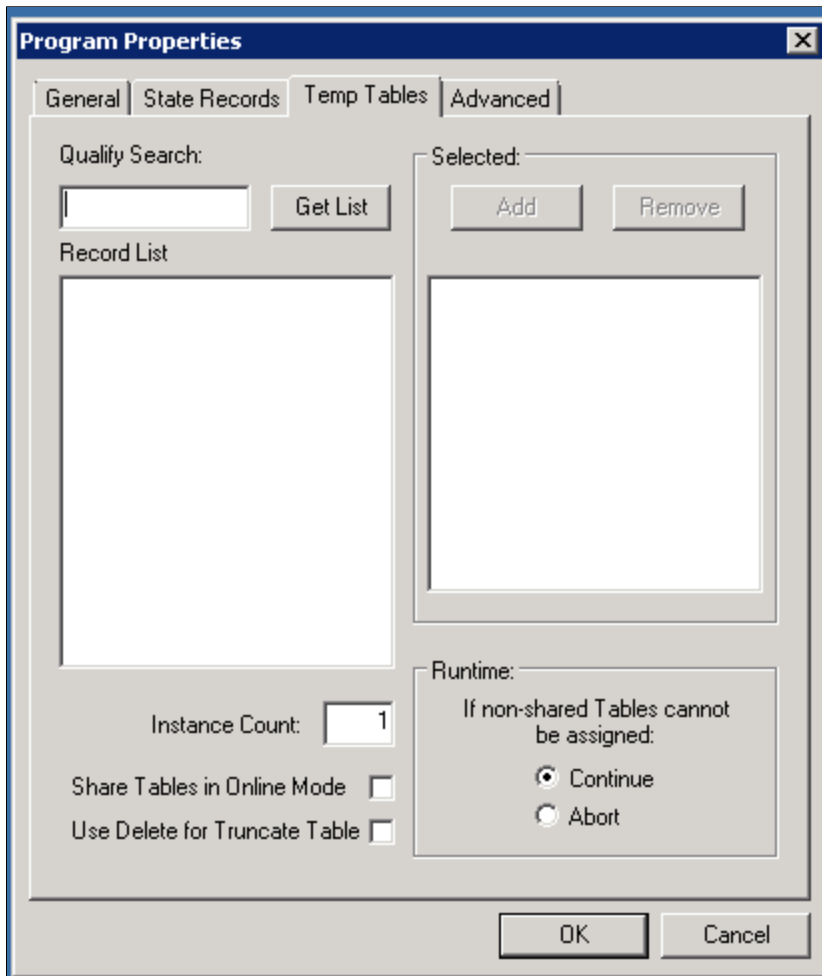 Program Properties
General State Records Temp Tables Advanced
Qualify Search:
Get List
Record List
Selected:
Add Remove
Instance Count: 1
Share Tables in Online Mode
Use Delete for Truncate Table
Runtime:
If non-shared Tables cannot
be assigned:
Continue
Abort
OK Cancel